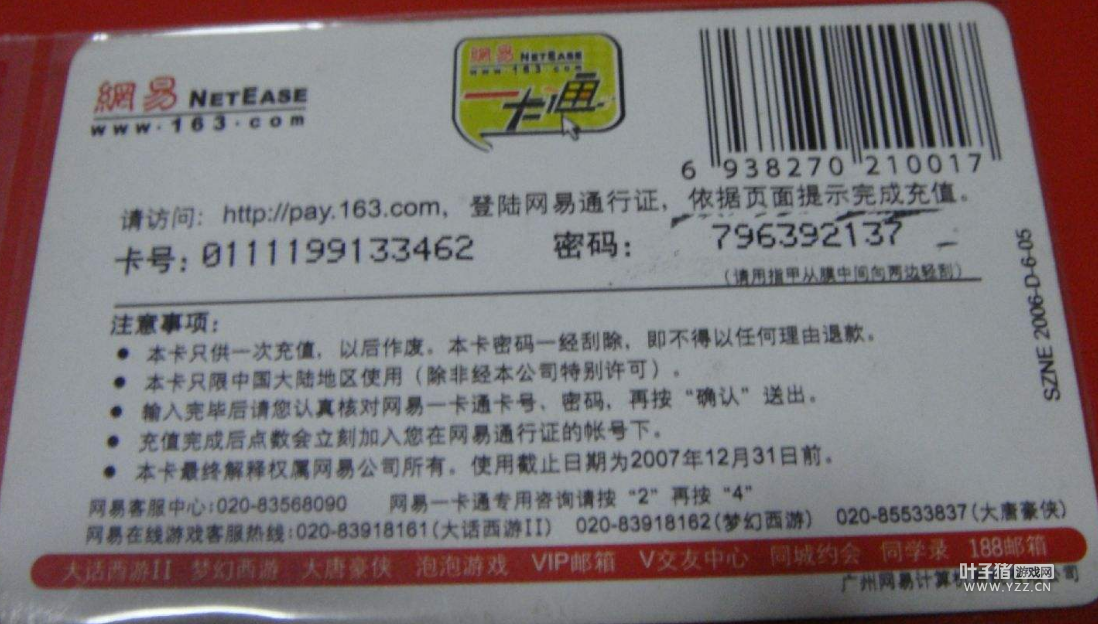 網易 NETEASE
www.163.com
網易 NETEASE
www.163.com
一卡通
6 938270 210017
请访问: http://pay.163.com, 登陆网易通行证, 依据页面提示完成充值。
卡号: 01111199133462 密码: 796392137
(请用指甲从膜中间向两边轻刮)
注意事项:
● 本卡只供一次充值, 以后作废。本卡密码一经刮除, 即不得以任何理由退款。
● 本卡只限中国大陆地区使用 (除非经本公司特别许可) 。
● 输入完毕后请您认真核对网易一卡通卡号、密码, 再按“确认”送出。
● 充值完成后点数会立刻加入您在网易通行证的帐号下。
● 本卡最终解释权属网易公司所有。使用截止日期为2007年12月31日前。
网易客服中心:020-83568090 网易一卡通专用咨询请按“2”再按“4”
网易在线游戏客服热线:020-83918161(大话西游II) 020-83918162(梦幻西游) 020-85533837(大唐豪侠)
大话西游II 梦幻西游 大唐豪侠 泡泡游戏 VIP邮箱 V交友中心 同城约会 同学录 188邮箱
广州网易计算 司
SZNE 2006-D-6-05
叶子猪 游戏网
WWW.YZZ.CN